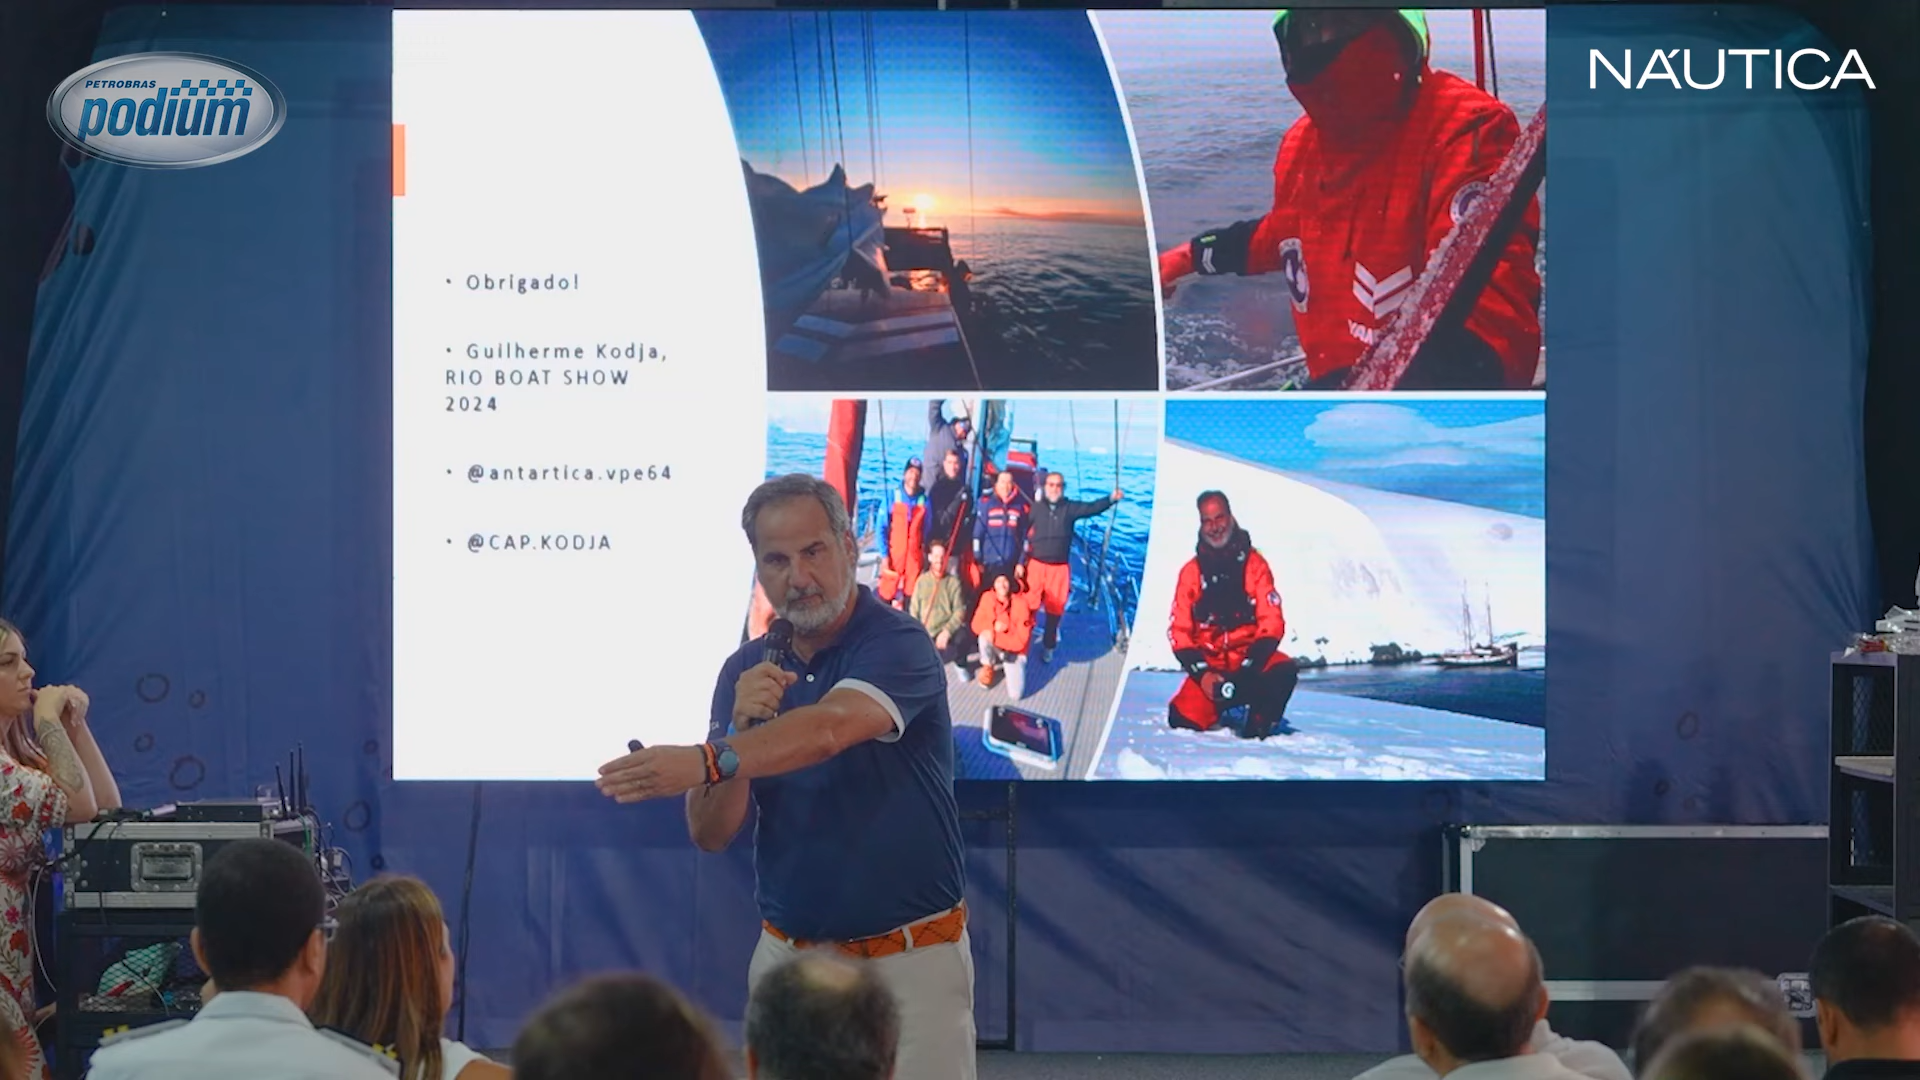 PETROBRAS
podium
NÁUTICA
• Obrigado!
• Guilherme Kodja,
RIO BOAT SHOW
2024
• @antartica.vpe64
• @CAP.KODJA